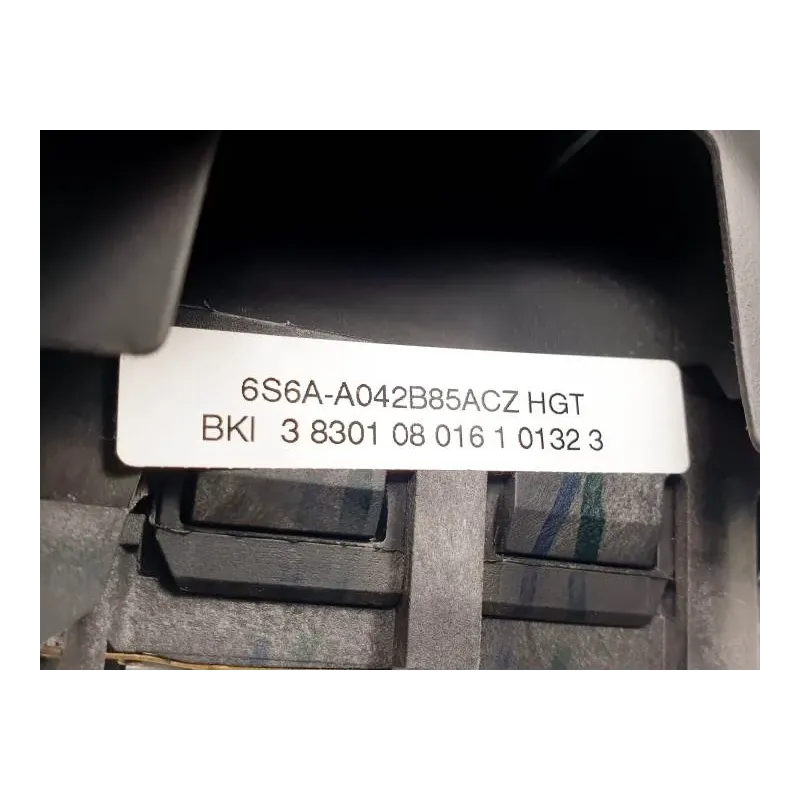 6S6A-A042B85ACZ HGT
BKI 3 8301 08 016 1 0132 3